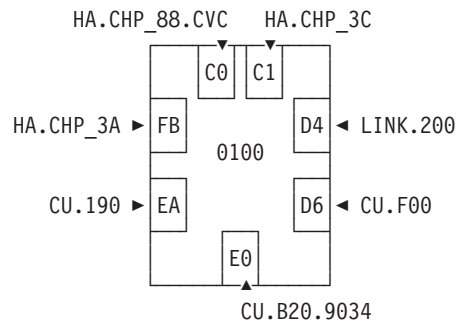 HA.CHP_88.CVC HA.CHP_3C
C0 C1
HA.CHP_3A ► FB D4 ◄ LINK.200
0100
CU.190 ► EA D6 ◄ CU.F00
E0
CU.B20.9034